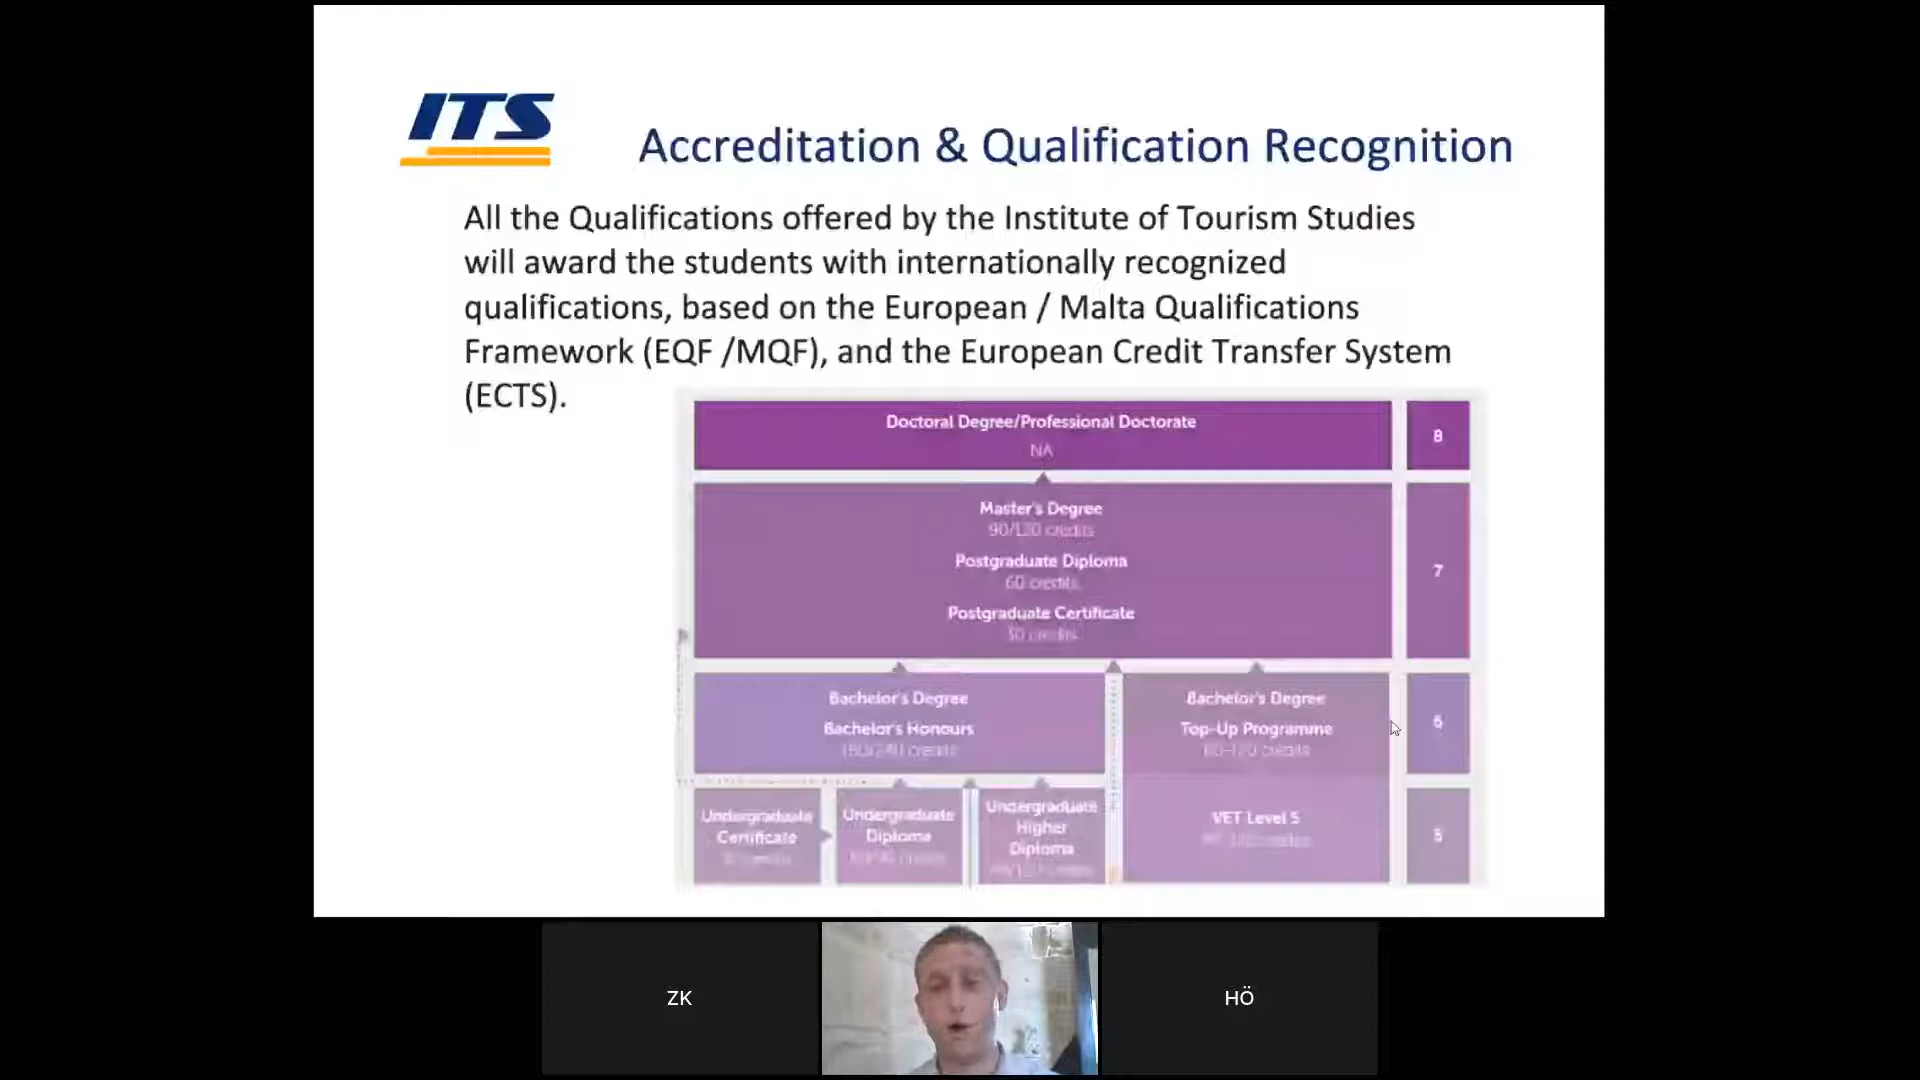 ITS
Accreditation & Qualification Recognition
All the Qualifications offered by the Institute of Tourism Studies
will award the students with internationally recognized
qualifications, based on the European / Malta Qualifications
Framework (EQF /MQF), and the European Credit Transfer System
(ECTS).
Doctoral Degree/Professional Doctorate
NA
8
Master's Degree
90/120 credits
Postgraduate Diploma
60 credits
7
Postgraduate Certificate
30 credits
Bachelor's Degree
Bachelor's Honours
180/240 credits
Bachelor's Degree
Top-Up Programme
credits
6
Undergraduate
Certificate
Undergraduate
Diploma
Undergraduate
Higher
Diploma
VET Level 5
5
ZK
HÖ